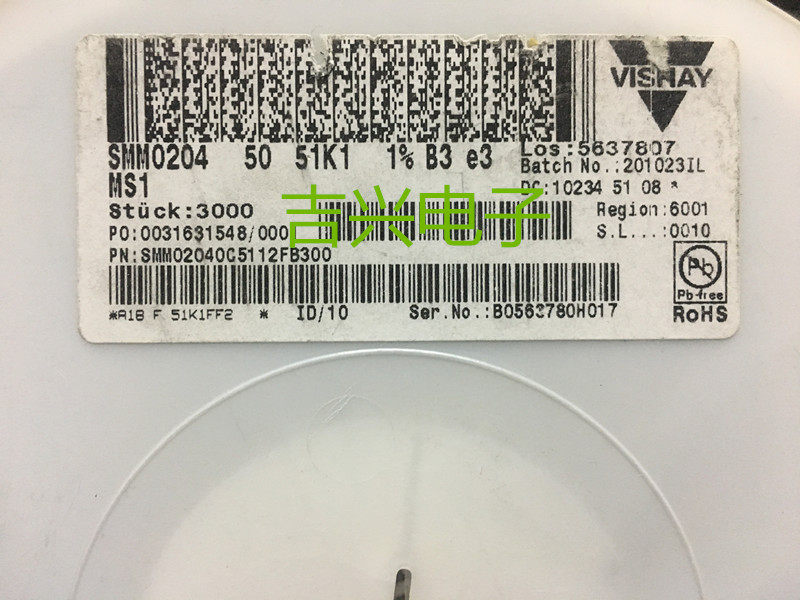 VISHAY
SMM0204 50 51K1 1% B3 e3
MS1
Los:5637807
Batch No.:201023IL
DC:10234 51 08 *
Stück:3000
Region:6001
PO:0031631548/000
S.L...:0010
吉兴电子
PN:SMM02040C5112FB300
Pb
Pb-free
RoHS
*A1B F 51K1FF2 * ID/10 Ser.No.:B0563780H017